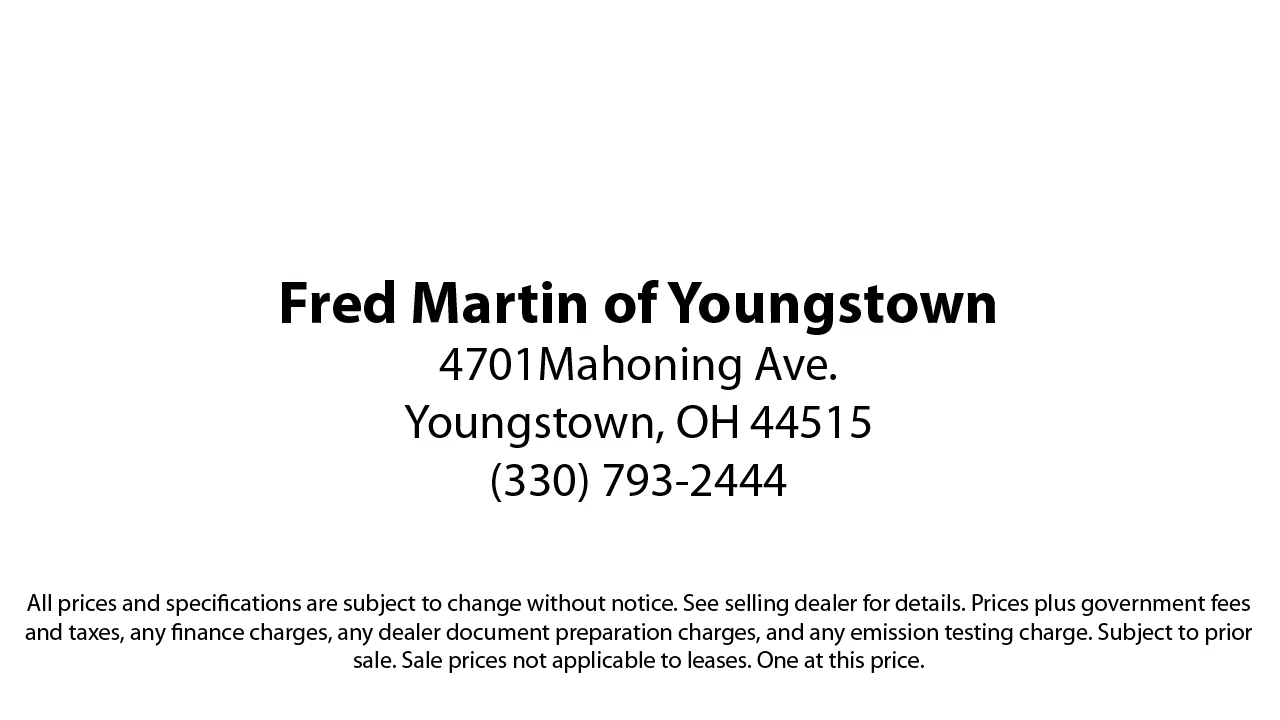 Fred Martin of Youngstown
4701Mahoning Ave.
Youngstown, OH 44515
(330) 793-2444
All prices and specifications are subject to change without notice. See selling dealer for details. Prices plus government fees
and taxes, any finance charges, any dealer document preparation charges, and any emission testing charge. Subject to prior
sale. Sale prices not applicable to leases. One at this price.